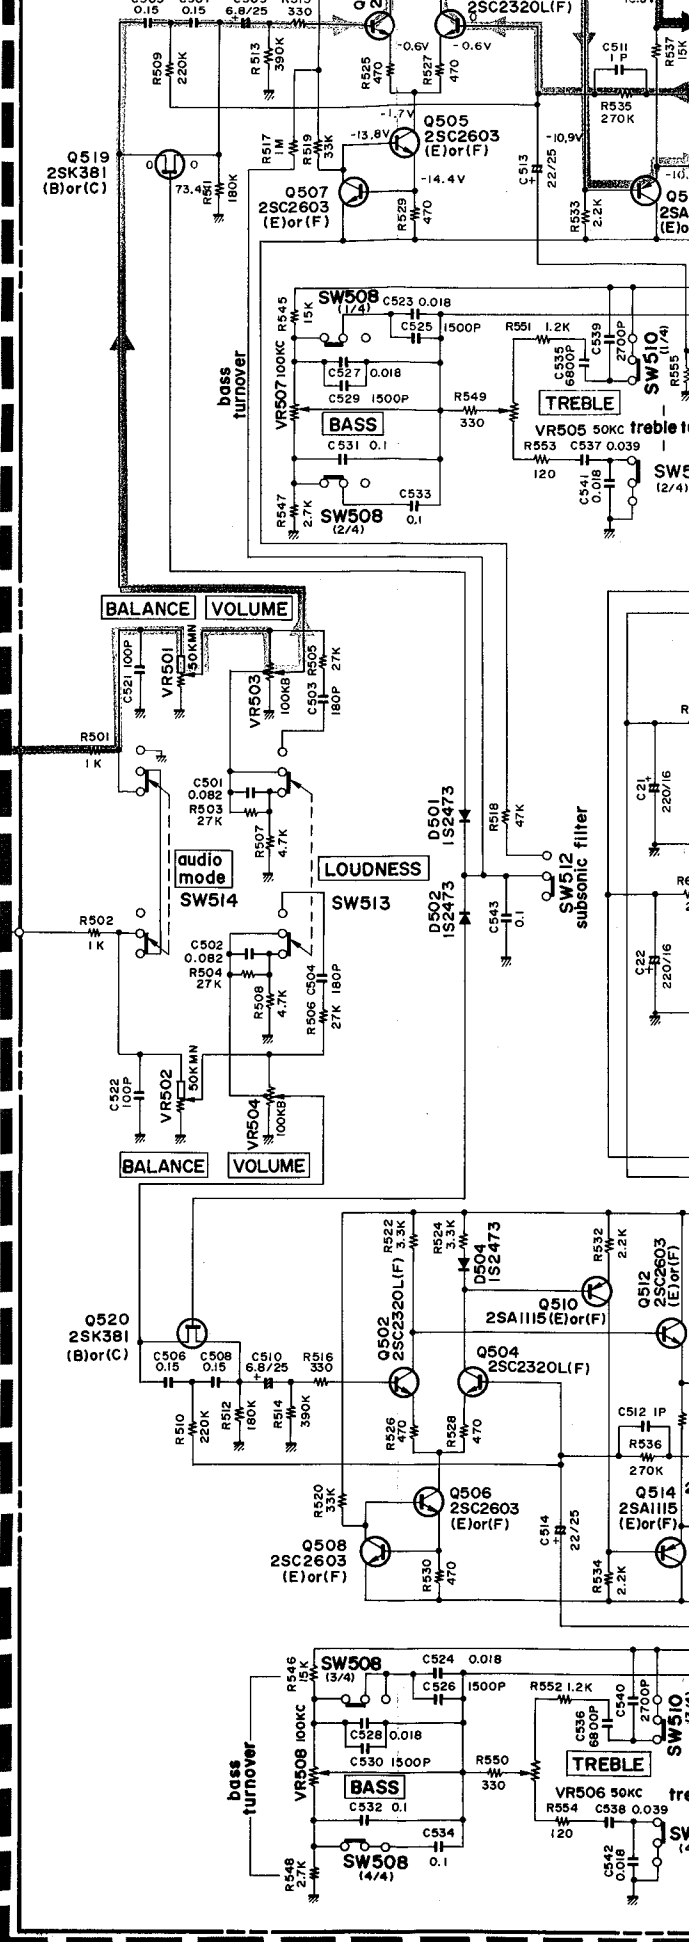 0.15
0.15
6.8/25
330
2SC2320L(F)
R509
220K
R513
390K
-0.6V
-0.6V
R525
470
R527
470
C511
1P
R537
15K
R535
270K
-1.7V
Q505
2SC2603
(E)or(F)
-13.8V
R517
1M
R519
33K
C513
22/25
-10.9V
Q519
2SK381
(B)or(C)
0
0
73.4
R511
180K
-14.4V
Q507
2SC2603
(E)or(F)
R529
470
R533
2.2K
Q5
2SA
SW508
(1/4)
C523 0.018
C525 1500P
R545
15K
R551 1.2K
C539
2700P
SW510
(1/4)
C535
6800P
R555
bass
turnover
VR507 100KC
C527 0.018
C529 1500P
R549
330
TREBLE
BASS
VR505 50KC
treble tu
C531 0.1
R553
120
C537 0.039
C541
0.018
SW5
(2/4)
R547
2.7K
C533
0.1
SW508
(2/4)
BALANCE
VOLUME
C521 100P
VR501
50KMN
VR503
100KB
R505
27K
C503
180P
R501
1K
C501
0.082
R503
27K
R507
4.7K
D501
1S2473
R518
47K
C21
220/16
audio
mode
SW514
LOUDNESS
SW513
SW512
subsonic filter
D502
1S2473
C543
0.1
R502
1K
C502
0.082
R504
27K
R508
4.7K
C504
180P
R506
27K
C22
220/16
C522
100P
VR502
50KMN
VR504
100KB
BALANCE
VOLUME
R522
3.3K
R524
3.3K
D504
1S2473
R532
2.2K
Q512
2SC2603
(E)or(F)
Q520
2SK381
(B)or(C)
Q502
2SC2320L(F)
Q510
2SA1115(E)or(F)
C506
0.15
C508
0.15
C510
6.8/25
R516
330
Q504
2SC2320L(F)
R510
220K
R512
180K
R514
390K
R526
470
R528
470
C512 1P
R536
270K
R520
33K
Q506
2SC2603
(E)or(F)
Q514
2SA1115
(E)or(F)
C514
22/25
Q508
2SC2603
(E)or(F)
R530
470
R534
2.2K
R546
15K
SW508
(3/4)
C524 0.018
C526 1500P
R552 1.2K
C540
2700P
C536
6800P
SW510
bass
turnover
VR508 100KC
C528 0.018
C530 1500P
R550
330
TREBLE
BASS
VR506 50KC
tre
C532 0.1
R554
120
C538 0.039
C534
0.1
C542
0.018
SW
R548
2.7K
SW508
(4/4)